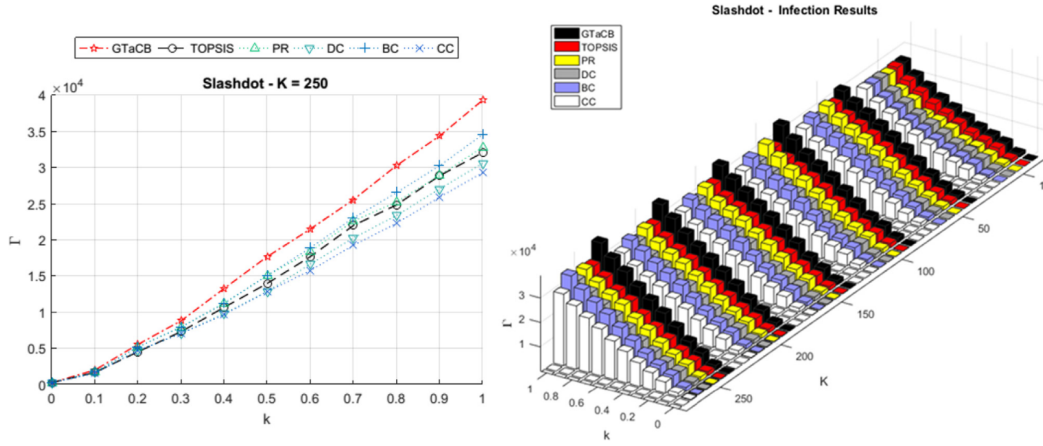 GTaCB TOPSIS PR DC BC CC
Slashdot - K = 250
×10⁴
4
3.5
3
2.5
2
1.5
1
0.5
0
Γ
0 0.1 0.2 0.3 0.4 0.5 0.6 0.7 0.8 0.9 1
k
Slashdot - Infection Results
GTaCB
TOPSIS
PR
DC
BC
CC
×10⁴
3
2
1
Γ
1 0.8 0.6 0.4 0.2 0
k
250 200 150 100 50 1
K